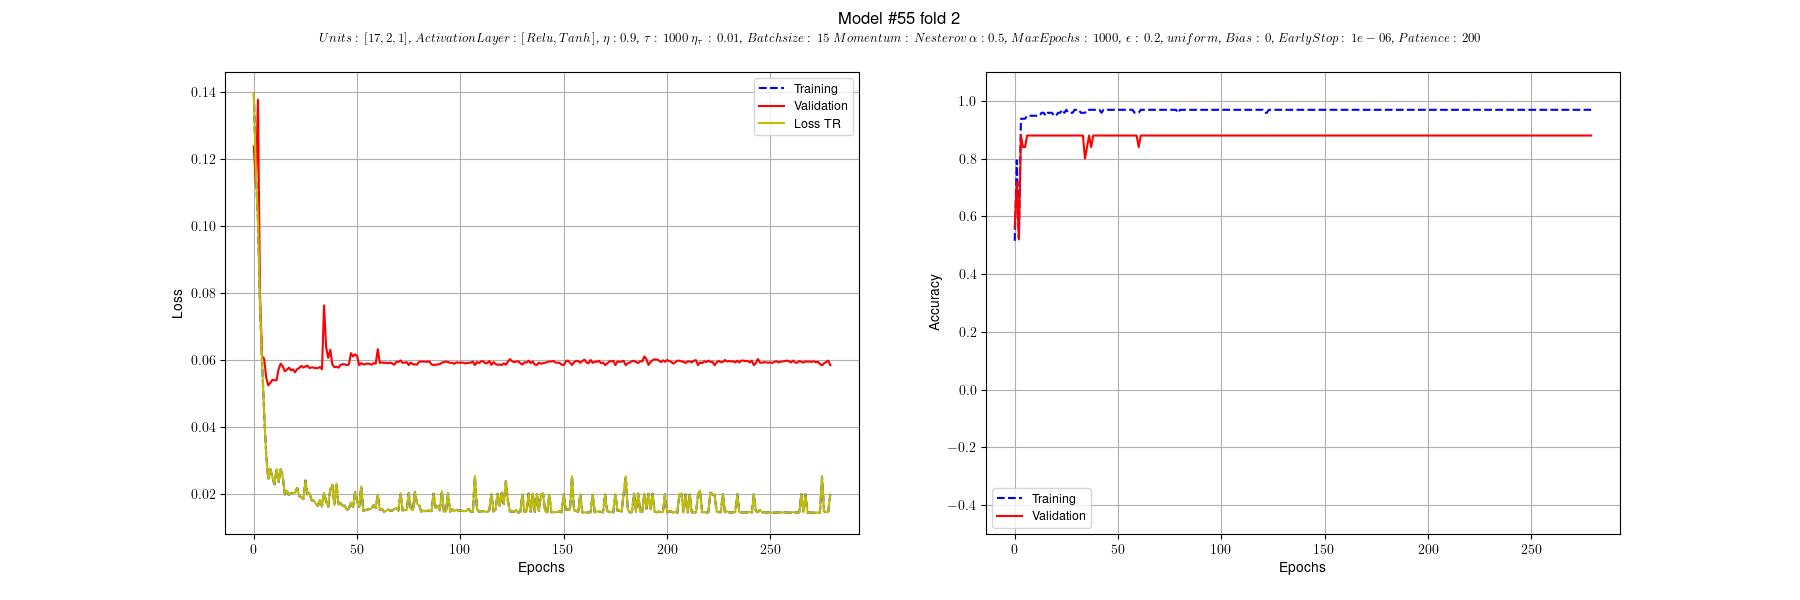 Model #55 fold 2
Units : [17, 2, 1], ActivationLayer : [Relu, Tanh], η : 0.9, τ : 1000 ητ : 0.01, Batchsize : 15 Momentum : Nesterov α : 0.5, MaxEpochs : 1000, ϵ : 0.2, uniform, Bias : 0, EarlyStop : 1e − 06, Patience : 200
0.14
0.12
0.10
0.08
0.06
0.04
0.02
Loss
0 50 100 150 200 250
Epochs
Training
Validation
Loss TR
1.0
0.8
0.6
0.4
0.2
0.0
−0.2
−0.4
Accuracy
0 50 100 150 200 250
Epochs
Training
Validation